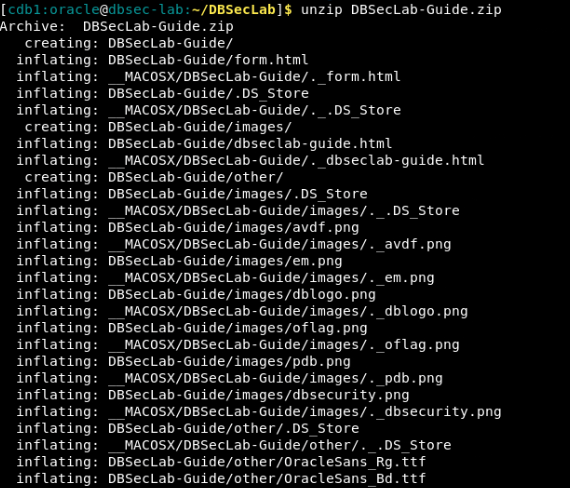 [cdb1:oracle@dbsec-lab:~/DBSecLab]$ unzip DBSecLab-Guide.zip
Archive:  DBSecLab-Guide.zip
   creating: DBSecLab-Guide/
  inflating: DBSecLab-Guide/form.html
  inflating: __MACOSX/DBSecLab-Guide/._form.html
  inflating: DBSecLab-Guide/.DS_Store
  inflating: __MACOSX/DBSecLab-Guide/._.DS_Store
   creating: DBSecLab-Guide/images/
  inflating: DBSecLab-Guide/dbseclab-guide.html
  inflating: __MACOSX/DBSecLab-Guide/._dbseclab-guide.html
   creating: DBSecLab-Guide/other/
  inflating: DBSecLab-Guide/images/.DS_Store
  inflating: __MACOSX/DBSecLab-Guide/images/._.DS_Store
  inflating: DBSecLab-Guide/images/avdf.png
  inflating: __MACOSX/DBSecLab-Guide/images/._avdf.png
  inflating: DBSecLab-Guide/images/em.png
  inflating: __MACOSX/DBSecLab-Guide/images/._em.png
  inflating: DBSecLab-Guide/images/dblogo.png
  inflating: __MACOSX/DBSecLab-Guide/images/._dblogo.png
  inflating: DBSecLab-Guide/images/oflag.png
  inflating: __MACOSX/DBSecLab-Guide/images/._oflag.png
  inflating: DBSecLab-Guide/images/pdb.png
  inflating: __MACOSX/DBSecLab-Guide/images/._pdb.png
  inflating: DBSecLab-Guide/images/dbsecurity.png
  inflating: __MACOSX/DBSecLab-Guide/images/._dbsecurity.png
  inflating: DBSecLab-Guide/other/.DS_Store
  inflating: __MACOSX/DBSecLab-Guide/other/._.DS_Store
  inflating: DBSecLab-Guide/other/OracleSans_Rg.ttf
  inflating: DBSecLab-Guide/other/OracleSans_Bd.ttf